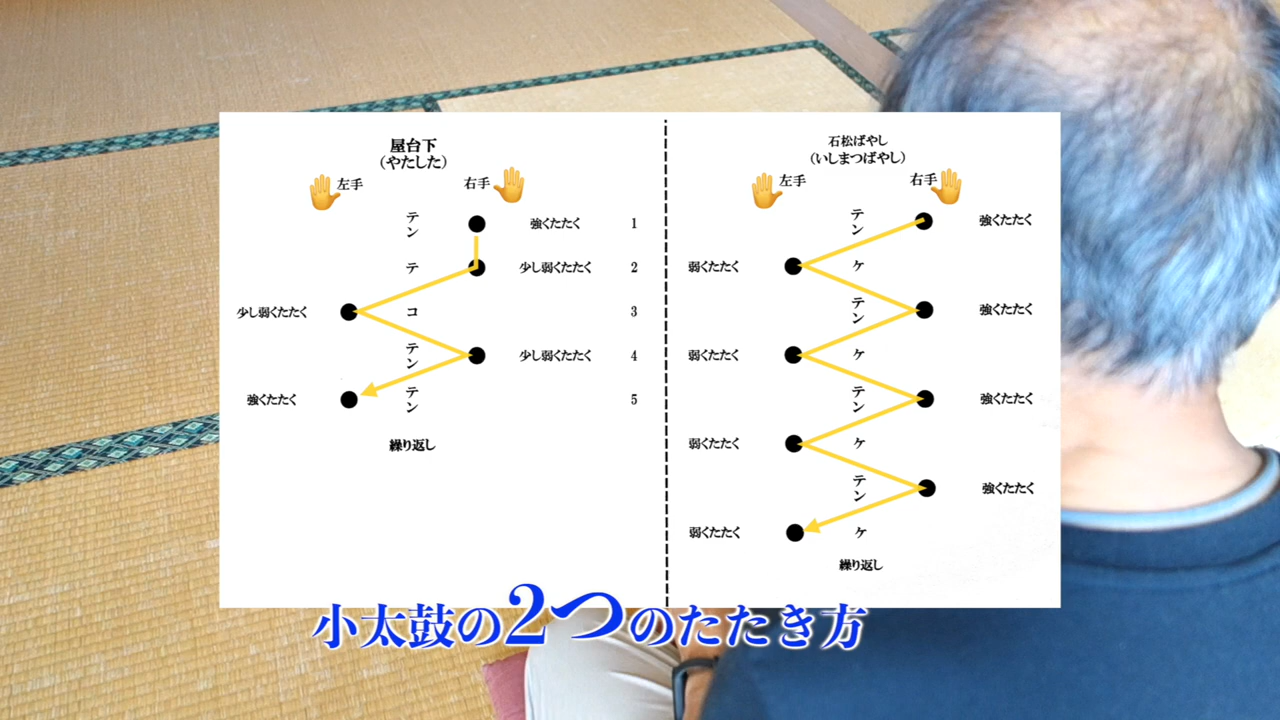 屋台下
（やたした）
左手
右手
テン
強くたたく
1
テ
少し弱くたたく
2
少し弱くたたく
コ
3
テン
少し弱くたたく
4
強くたたく
テン
5
繰り返し
石松ばやし
（いしまつばやし）
左手
右手
テン
強くたたく
弱くたたく
ケ
テン
強くたたく
弱くたたく
ケ
テン
強くたたく
弱くたたく
ケ
テン
強くたたく
弱くたたく
ケ
繰り返し
小太鼓の2つのたたき方